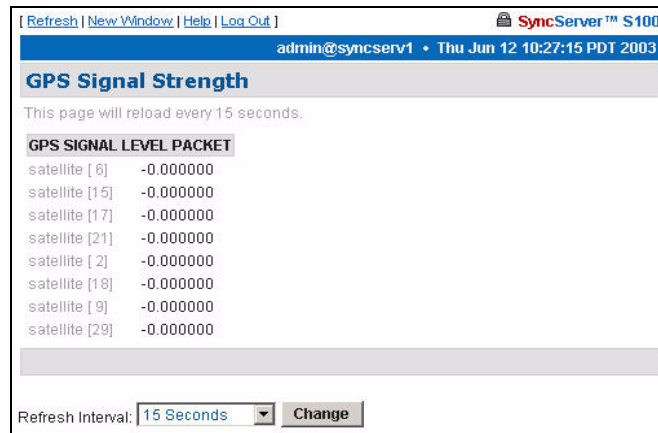 [ Refresh | New Window | Help | Log Out ] SyncServer™ S100
admin@syncserv1 • Thu Jun 12 10:27:15 PDT 2003
GPS Signal Strength
This page will reload every 15 seconds.
GPS SIGNAL LEVEL PACKET
satellite [ 6] -0.000000
satellite [15] -0.000000
satellite [17] -0.000000
satellite [21] -0.000000
satellite [ 2] -0.000000
satellite [18] -0.000000
satellite [ 9] -0.000000
satellite [29] -0.000000
Refresh Interval: 15 Seconds Change